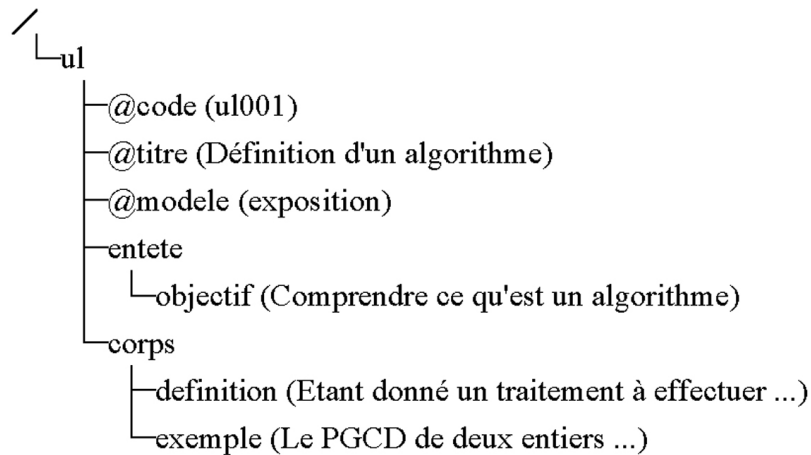 /
ul
@code (ul001)
@titre (Définition d'un algorithme)
@modele (exposition)
entete
objectif (Comprendre ce qu'est un algorithme)
corps
definition (Etant donné un traitement à effectuer ...)
exemple (Le PGCD de deux entiers ...)